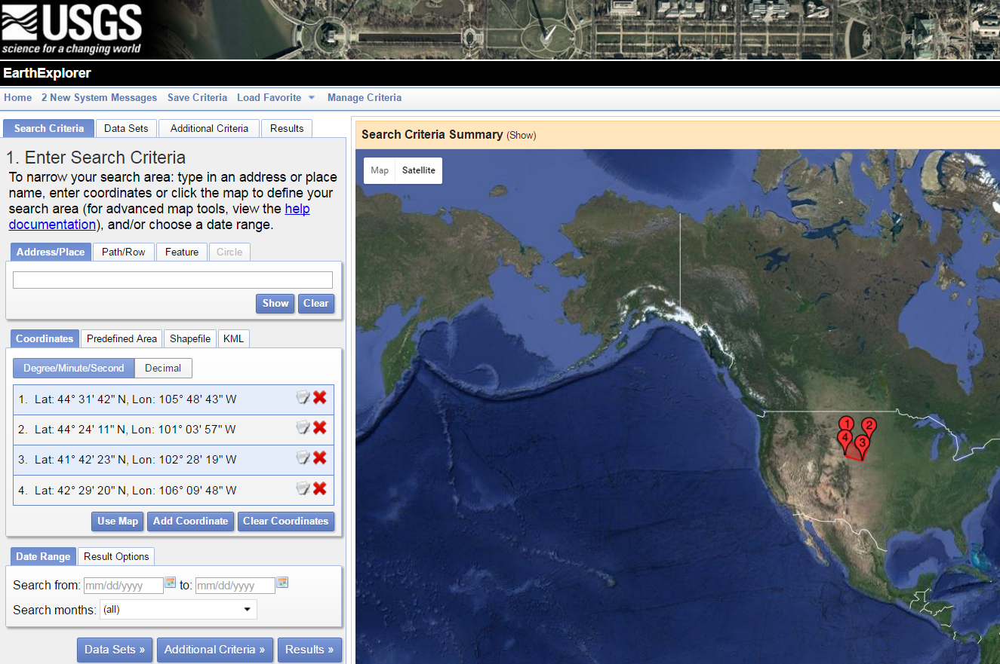 USGS
science for a changing world
EarthExplorer
Home 2 New System Messages Save Criteria Load Favorite Manage Criteria
Search Criteria Data Sets Additional Criteria Results
1. Enter Search Criteria
To narrow your search area: type in an address or place
name, enter coordinates or click the map to define your
search area (for advanced map tools, view the help
documentation), and/or choose a date range.
Address/Place Path/Row Feature Circle
Show Clear
Coordinates Predefined Area Shapefile KML
Degree/Minute/Second Decimal
1. Lat: 44° 31' 42" N, Lon: 105° 48' 43" W
2. Lat: 44° 24' 11" N, Lon: 101° 03' 57" W
3. Lat: 41° 42' 23" N, Lon: 102° 28' 19" W
4. Lat: 42° 29' 20" N, Lon: 106° 09' 48" W
Use Map Add Coordinate Clear Coordinates
Date Range Result Options
Search from: mm/dd/yyyy to: mm/dd/yyyy
Search months: (all)
Data Sets » Additional Criteria » Results »
Search Criteria Summary (Show)
Map Satellite
1 2
4 3